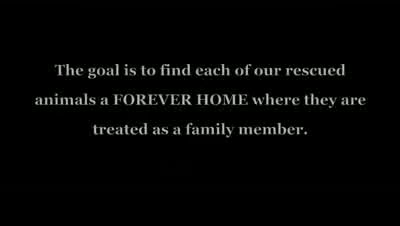 The goal is to find each of our rescued
animals a FOREVER HOME where they are
treated as a family member.